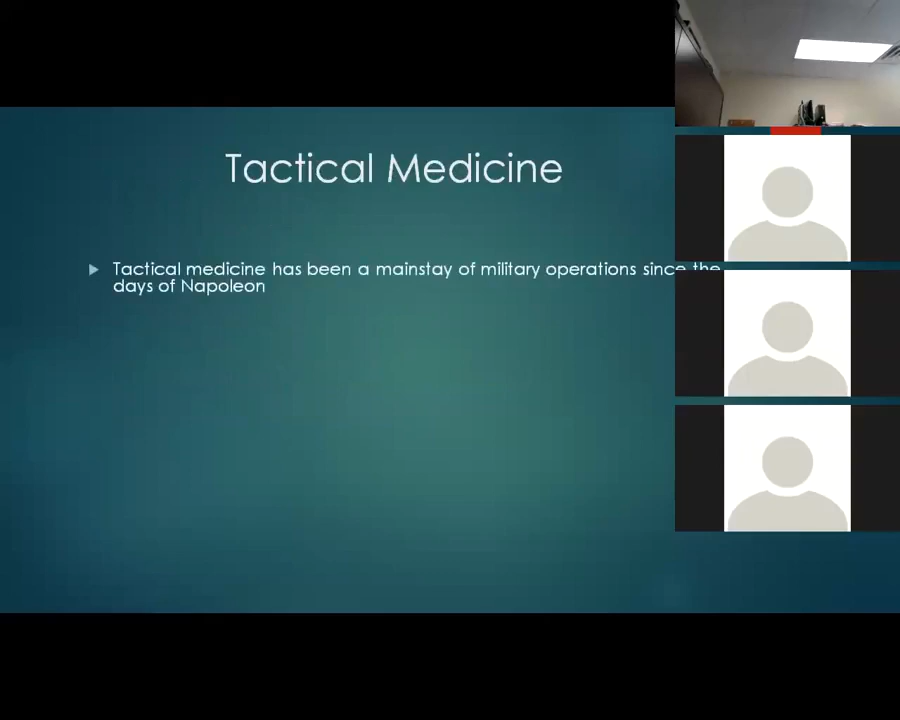 Tactical Medicine
Tactical medicine has been a mainstay of military operations since the
days of Napoleon